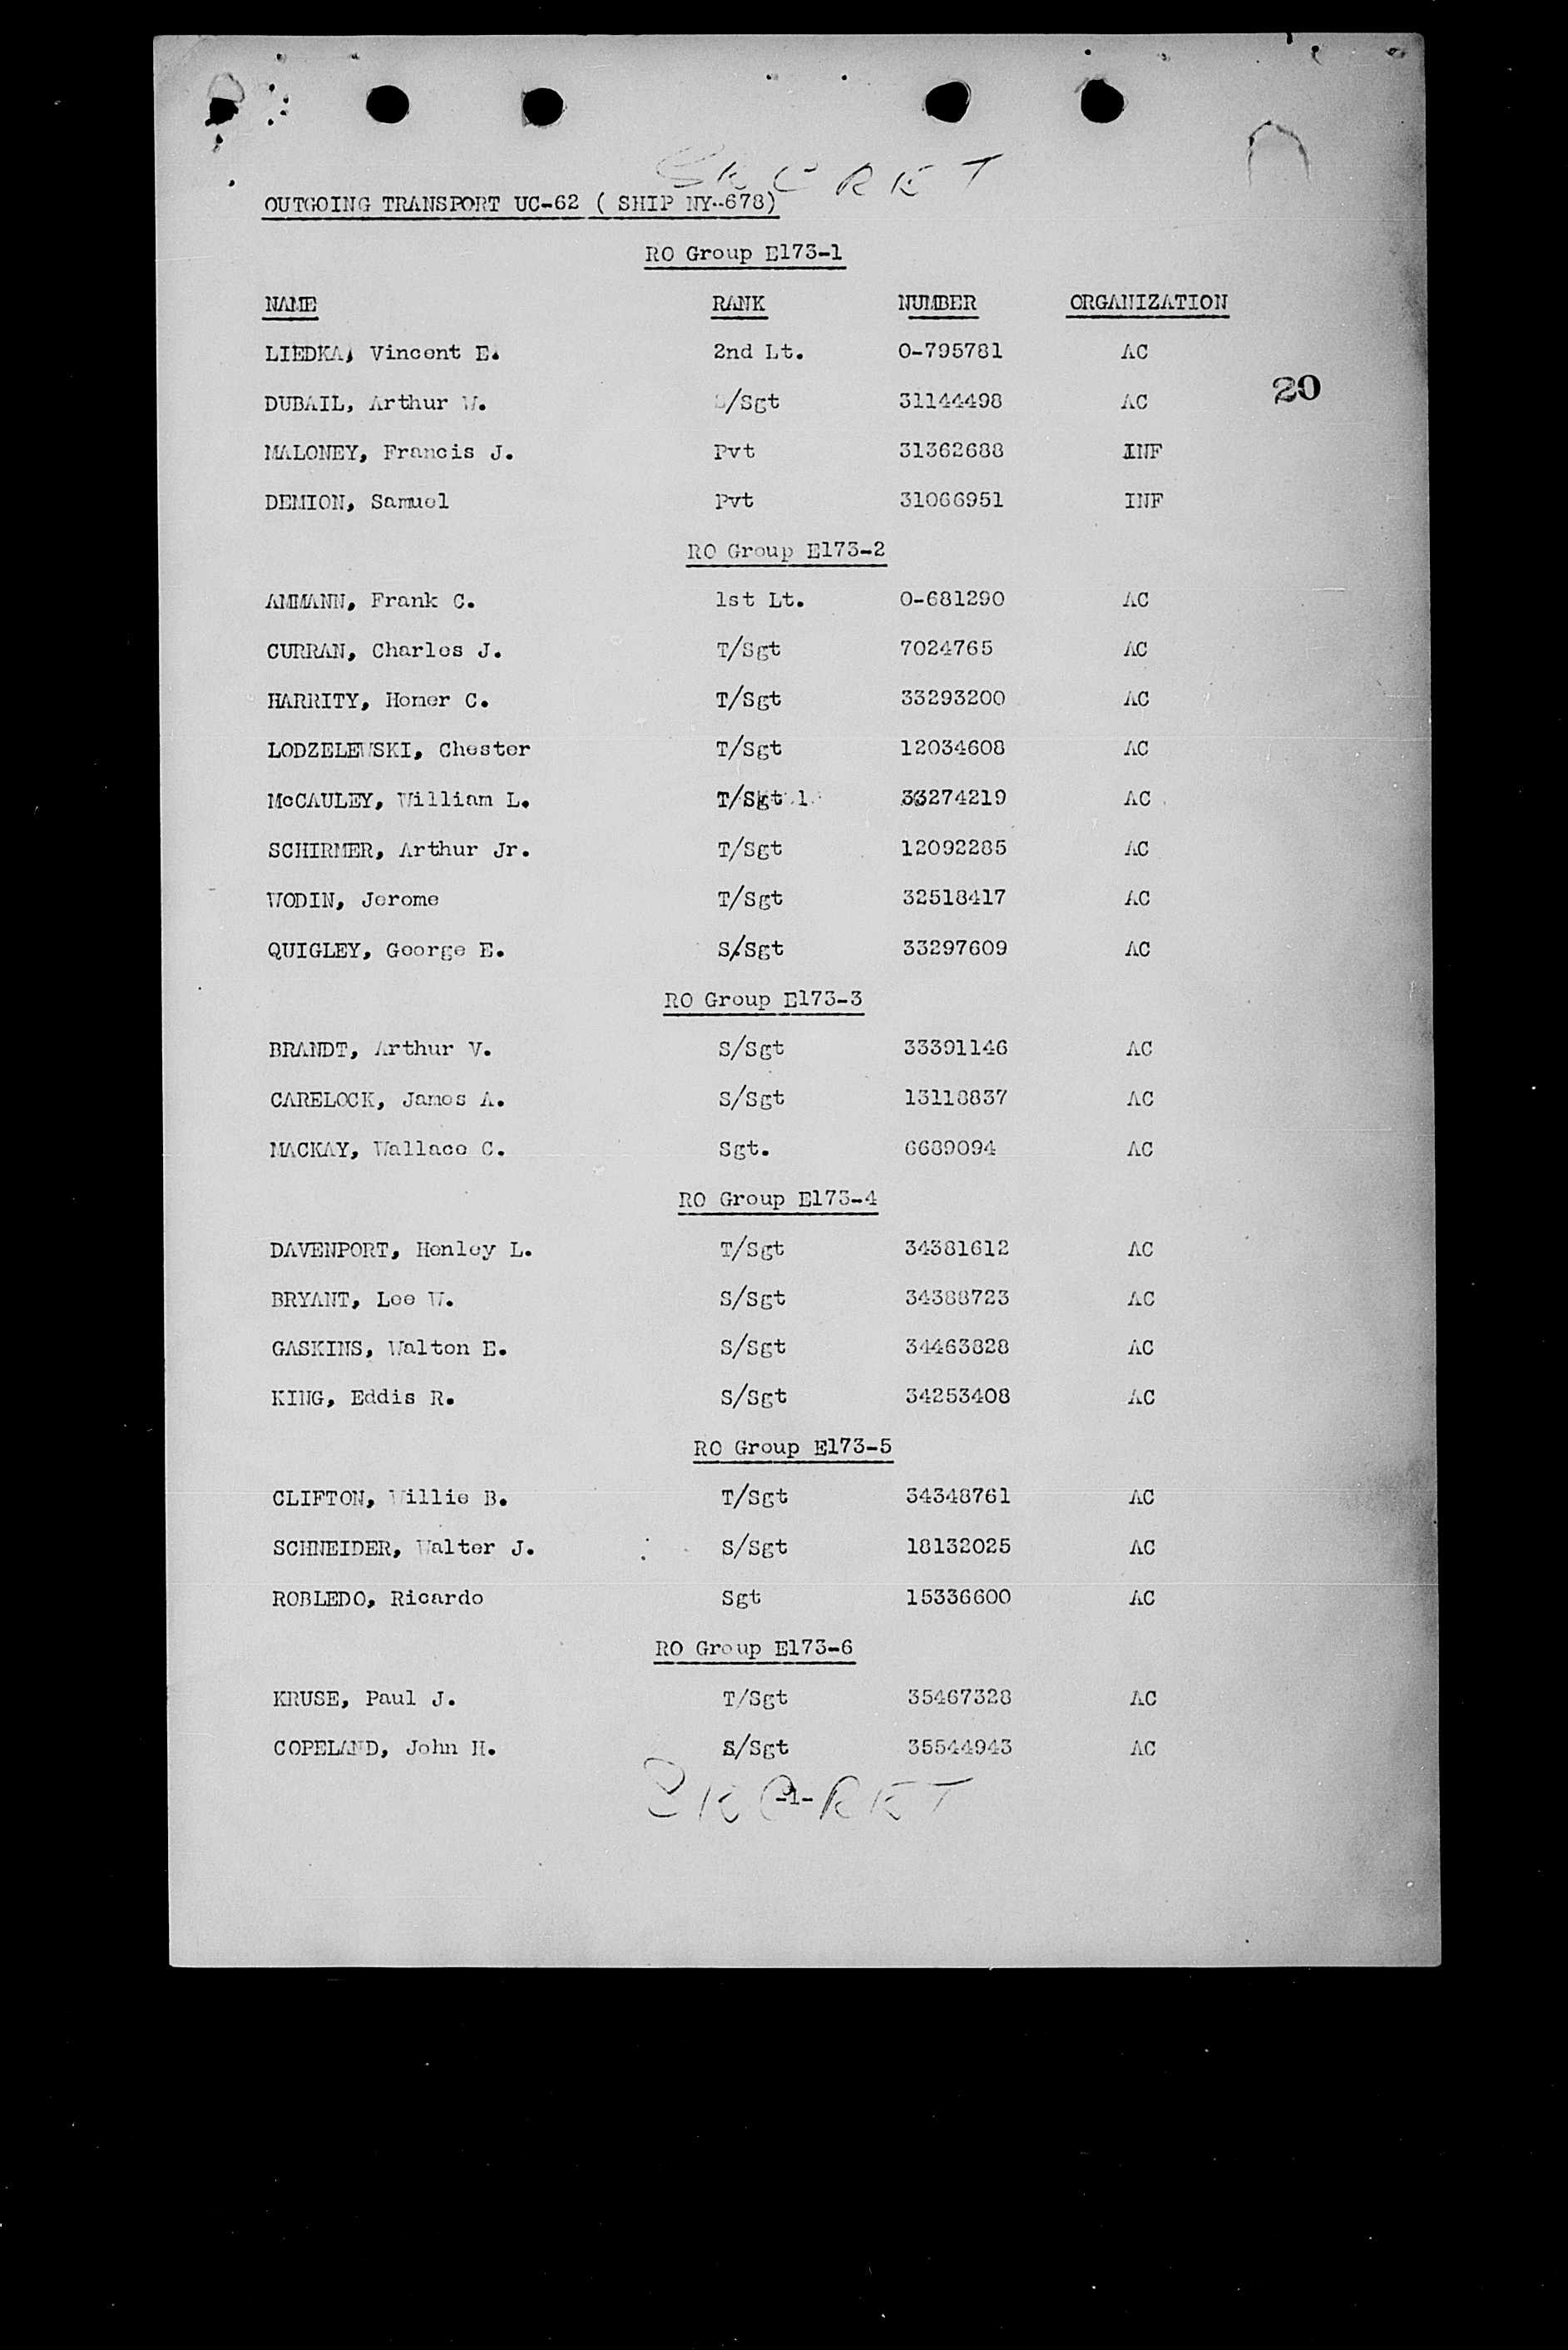 SECRET
OUTGOING TRANSPORT UC-62 ( SHIP NY-678)
RO Group E173-1
NAME RANK NUMBER ORGANIZATION
LIEDKA, Vincent E. 2nd Lt. O-795781 AC
20
DUBAIL, Arthur W. S/Sgt 31144498 AC
MALONEY, Francis J. Pvt 31362688 INF
DEMION, Samuel Pvt 31066951 INF
RO Group E173-2
AMMANN, Frank C. 1st Lt. O-681290 AC
CURRAN, Charles J. T/Sgt 7024765 AC
HARRITY, Homer C. T/Sgt 33293200 AC
LODZELEWSKI, Chester T/Sgt 12034608 AC
McCAULEY, William L. T/Sgt 33274219 AC
SCHIRMER, Arthur Jr. T/Sgt 12092285 AC
WODIN, Jerome T/Sgt 32518417 AC
QUIGLEY, George E. S/Sgt 33297609 AC
RO Group E173-3
BRANDT, Arthur V. S/Sgt 33391146 AC
CARELOCK, James A. S/Sgt 13118837 AC
MACKAY, Wallace C. Sgt. 6689094 AC
RO Group E173-4
DAVENPORT, Henley L. T/Sgt 34381612 AC
BRYANT, Lee W. S/Sgt 34388723 AC
GASKINS, Walton E. S/Sgt 34463828 AC
KING, Eddis R. S/Sgt 34253408 AC
RO Group E173-5
CLIFTON, Willie B. T/Sgt 34348761 AC
SCHNEIDER, Walter J. S/Sgt 18132025 AC
ROBLEDO, Ricardo Sgt 15336600 AC
RO Group E173-6
KRUSE, Paul J. T/Sgt 35467328 AC
COPELAND, John H. S/Sgt 35544943 AC
SECRET
-1-